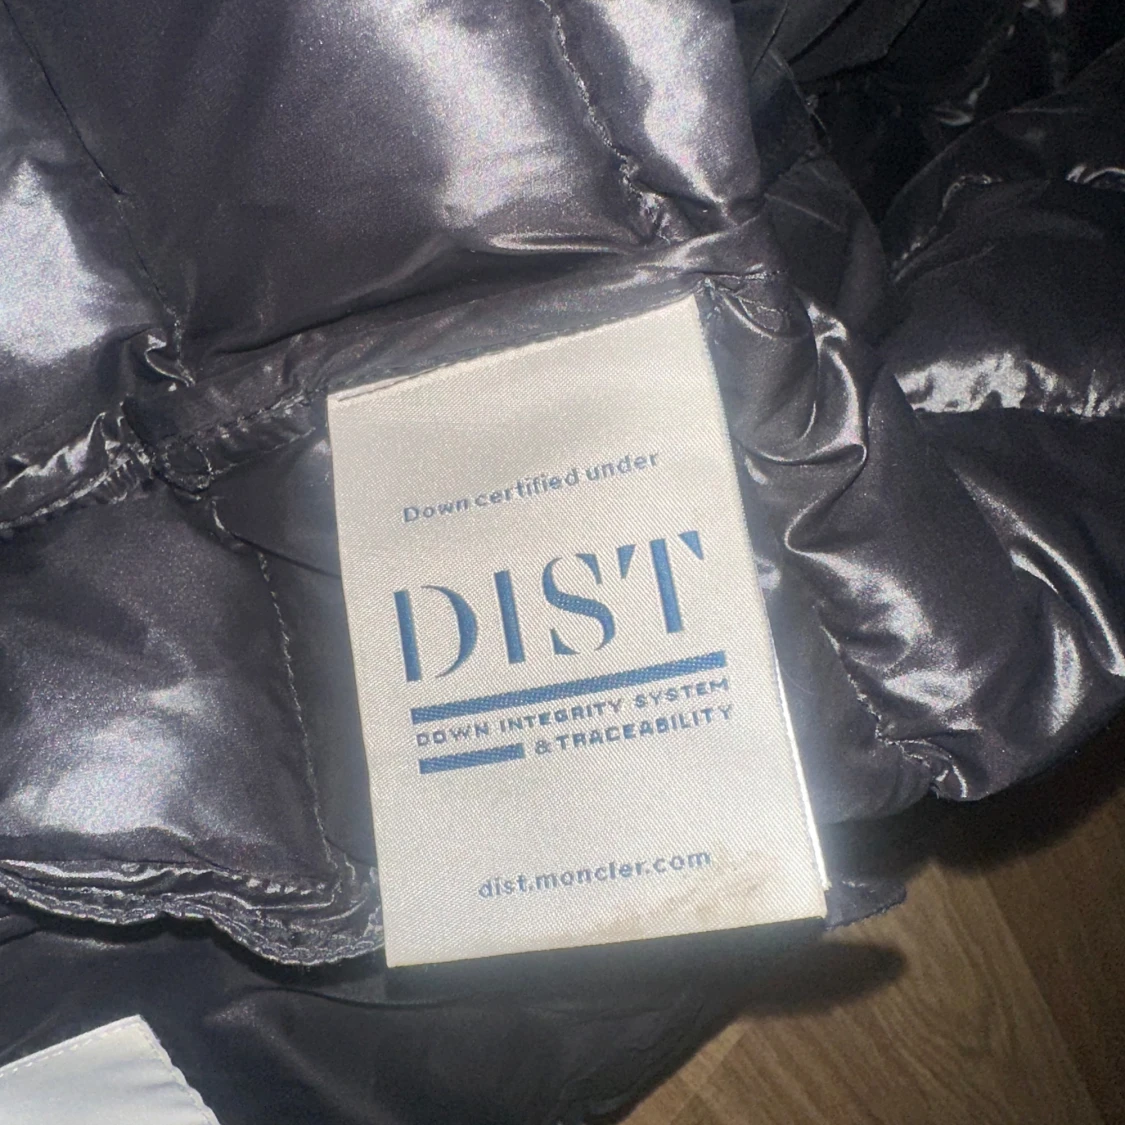 Down certified under
DIST
DOWN INTEGRITY SYSTEM
& TRACEABILITY
dist.moncler.com